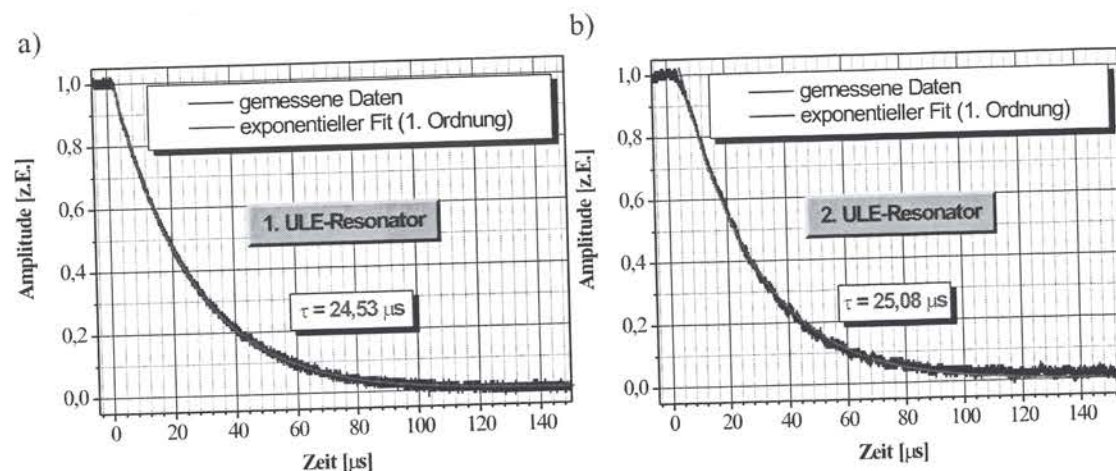 a)
gemessene Daten
exponentieller Fit (1. Ordnung)
1. ULE-Resonator
τ = 24,53 µs
Amplitude [z.E.]
1,0
0,8
0,6
0,4
0,2
0,0
0 20 40 60 80 100 120 140
Zeit [µs]
b)
gemessene Daten
exponentieller Fit (1. Ordnung)
2. ULE-Resonator
τ = 25,08 µs
Amplitude [z.E.]
1,0
0,8
0,6
0,4
0,2
0,0
0 20 40 60 80 100 120 140
Zeit [µs]